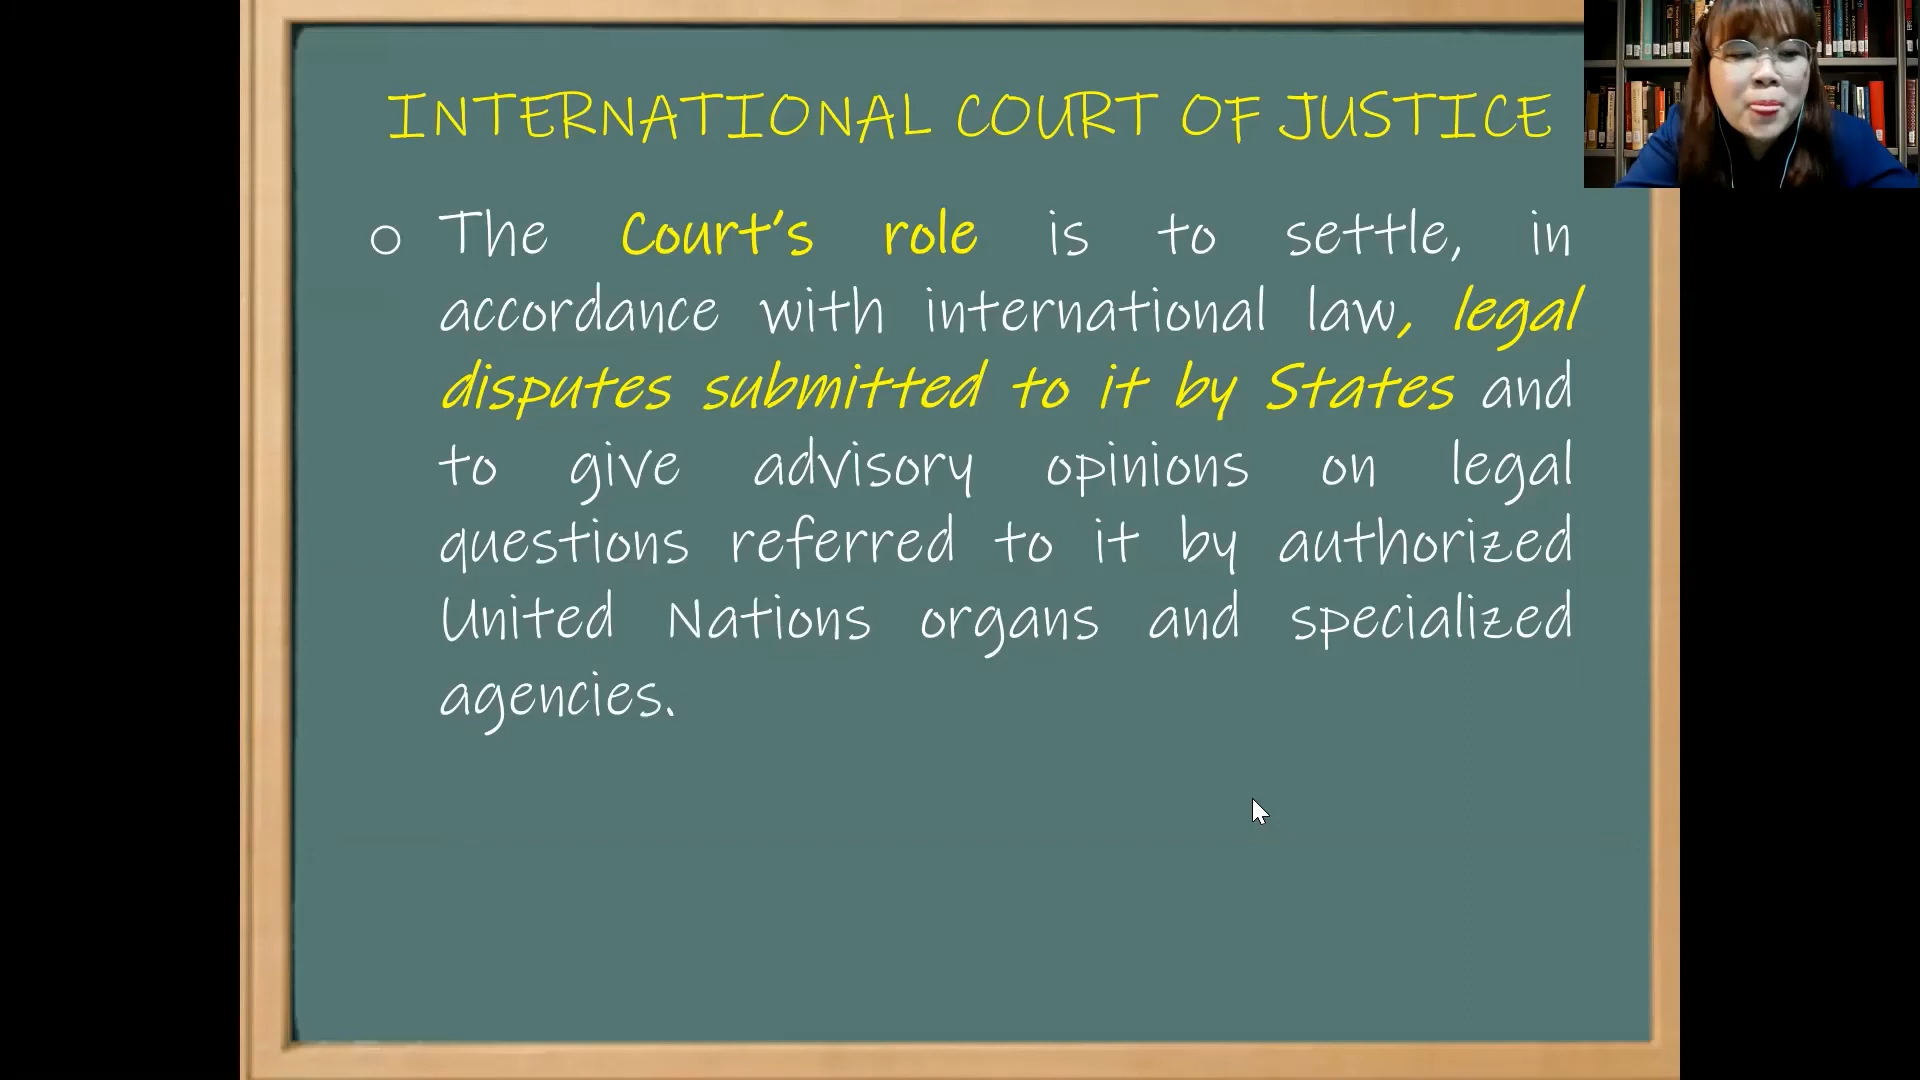 INTERNATIONAL COURT OF JUSTICE
The Court's role is to settle, in
accordance with international law, legal
disputes submitted to it by States and
to give advisory opinions on legal
questions referred to it by authorized
United Nations organs and specialized
agencies.